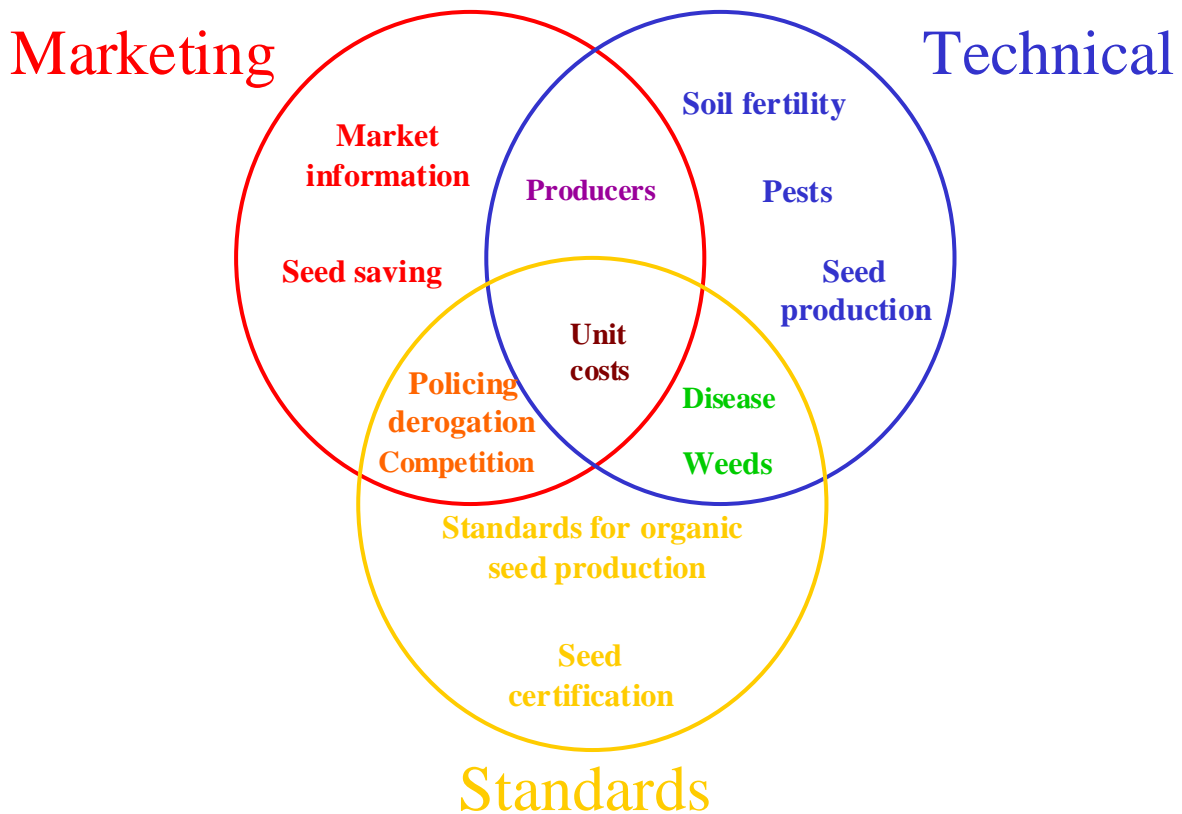 Marketing
Technical
Soil fertility
Market
information
Producers
Pests
Seed saving
Seed
production
Unit
costs
Policing
derogation
Competition
Disease
Weeds
Standards for organic
seed production
Seed
certification
Standards